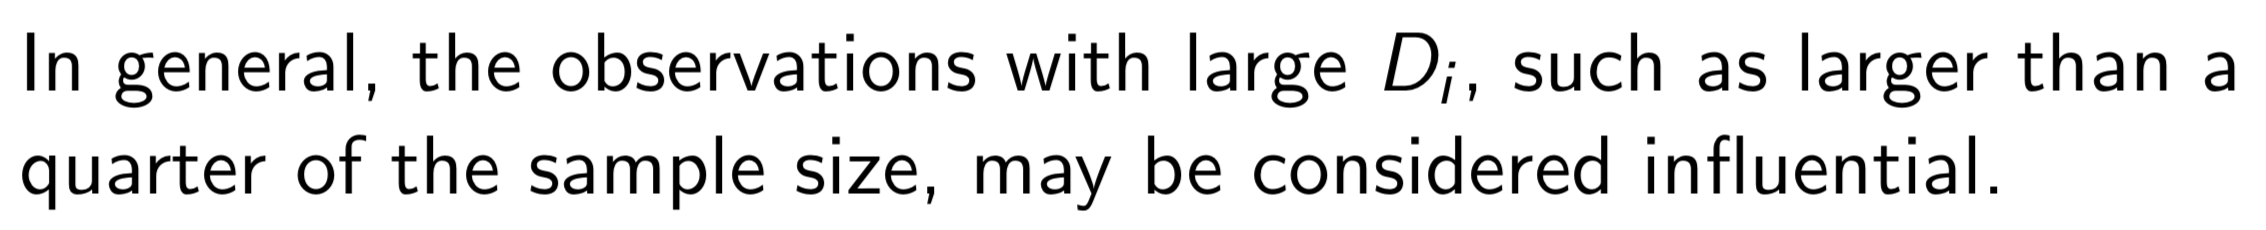 In general, the observations with large $D_i$, such as larger than a
quarter of the sample size, may be considered influential.